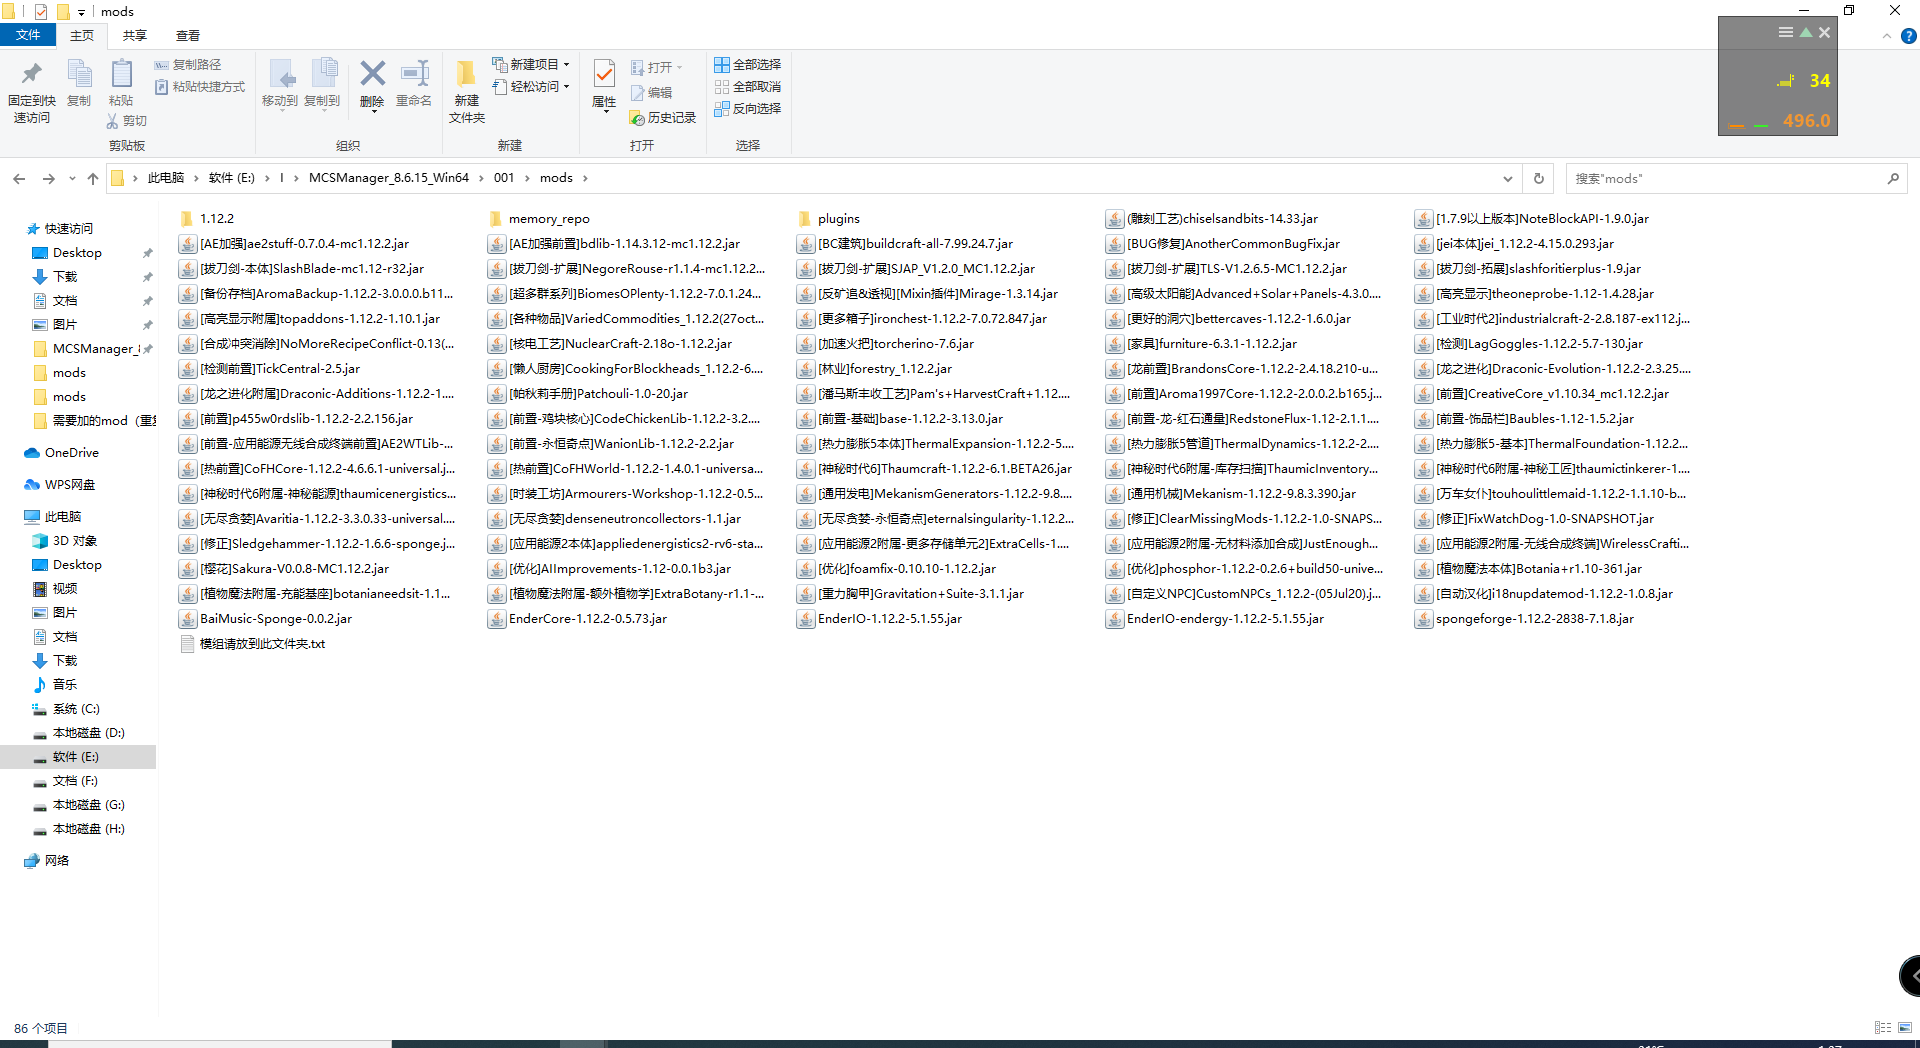 mods
文件
主页
共享
查看
固定到快速访问
复制
粘贴
复制路径
粘贴快捷方式
剪切
剪贴板
移动到
复制到
删除
重命名
组织
新建文件夹
新建项目
轻松访问
新建
属性
打开
编辑
历史记录
打开
全部选择
全部取消
反向选择
选择
34
496.0
此电脑 › 软件 (E:) › I › MCSManager_8.6.15_Win64 › 001 › mods ›
搜索"mods"
快速访问
Desktop
下载
文档
图片
MCSManager_
mods
mods
需要加的mod（重
OneDrive
WPS网盘
此电脑
3D 对象
Desktop
视频
图片
文档
下载
音乐
系统 (C:)
本地磁盘 (D:)
软件 (E:)
文档 (F:)
本地磁盘 (G:)
本地磁盘 (H:)
网络
1.12.2
memory_repo
plugins
(雕刻工艺)chiselsandbits-14.33.jar
[1.7.9以上版本]NoteBlockAPI-1.9.0.jar
[AE加强]ae2stuff-0.7.0.4-mc1.12.2.jar
[AE加强前置]bdlib-1.14.3.12-mc1.12.2.jar
[BC建筑]buildcraft-all-7.99.24.7.jar
[BUG修复]AnotherCommonBugFix.jar
[jei本体]jei_1.12.2-4.15.0.293.jar
[拔刀剑-本体]SlashBlade-mc1.12-r32.jar
[拔刀剑-扩展]NegoreRouse-r1.1.4-mc1.12.2...
[拔刀剑-扩展]SJAP_V1.2.0_MC1.12.2.jar
[拔刀剑-扩展]TLS-V1.2.6.5-MC1.12.2.jar
[拔刀剑-拓展]slashforitierplus-1.9.jar
[备份存档]AromaBackup-1.12.2-3.0.0.0.b11...
[超多群系列]BiomesOPlenty-1.12.2-7.0.1.24...
[反矿追&透视][Mixin插件]Mirage-1.3.14.jar
[高级太阳能]Advanced+Solar+Panels-4.3.0....
[高亮显示]theoneprobe-1.12-1.4.28.jar
[高亮显示附属]topaddons-1.12.2-1.10.1.jar
[各种物品]VariedCommodities_1.12.2(27oct...
[更多箱子]ironchest-1.12.2-7.0.72.847.jar
[更好的洞穴]bettercaves-1.12.2-1.6.0.jar
[工业时代2]industrialcraft-2-2.8.187-ex112.j...
[合成冲突消除]NoMoreRecipeConflict-0.13(...
[核电工艺]NuclearCraft-2.18o-1.12.2.jar
[加速火把]torcherino-7.6.jar
[家具]furniture-6.3.1-1.12.2.jar
[检测]LagGoggles-1.12.2-5.7-130.jar
[检测前置]TickCentral-2.5.jar
[懒人厨房]CookingForBlockheads_1.12.2-6....
[林业]forestry_1.12.2.jar
[龙前置]BrandonsCore-1.12.2-2.4.18.210-u...
[龙之进化]Draconic-Evolution-1.12.2-2.3.25....
[龙之进化附属]Draconic-Additions-1.12.2-1....
[帕秋莉手册]Patchouli-1.0-20.jar
[潘马斯丰收工艺]Pam's+HarvestCraft+1.12....
[前置]Aroma1997Core-1.12.2-2.0.0.2.b165.j...
[前置]CreativeCore_v1.10.34_mc1.12.2.jar
[前置]p455w0rdslib-1.12.2-2.2.156.jar
[前置-鸡块核心]CodeChickenLib-1.12.2-3.2....
[前置-基础]base-1.12.2-3.13.0.jar
[前置-龙-红石通量]RedstoneFlux-1.12-2.1.1....
[前置-饰品栏]Baubles-1.12-1.5.2.jar
[前置-应用能源无线合成终端前置]AE2WTLib-...
[前置-永恒奇点]WanionLib-1.12.2-2.2.jar
[热力膨胀5本体]ThermalExpansion-1.12.2-5....
[热力膨胀5管道]ThermalDynamics-1.12.2-2....
[热力膨胀5-基本]ThermalFoundation-1.12.2...
[热前置]CoFHCore-1.12.2-4.6.6.1-universal.j...
[热前置]CoFHWorld-1.12.2-1.4.0.1-universa...
[神秘时代6]Thaumcraft-1.12.2-6.1.BETA26.jar
[神秘时代6附属-库存扫描]ThaumicInventory...
[神秘时代6附属-神秘工匠]thaumictinkerer-1....
[神秘时代6附属-神秘能源]thaumicenergistics...
[时装工坊]Armourers-Workshop-1.12.2-0.5...
[通用发电]MekanismGenerators-1.12.2-9.8....
[通用机械]Mekanism-1.12.2-9.8.3.390.jar
[万车女仆]touhoulittlemaid-1.12.2-1.1.10-b...
[无尽贪婪]Avaritia-1.12.2-3.3.0.33-universal....
[无尽贪婪]denseneutroncollectors-1.1.jar
[无尽贪婪-永恒奇点]eternalsingularity-1.12.2...
[修正]ClearMissingMods-1.12.2-1.0-SNAPS...
[修正]FixWatchDog-1.0-SNAPSHOT.jar
[修正]Sledgehammer-1.12.2-1.6.6-sponge.j...
[应用能源2本体]appliedenergistics2-rv6-sta...
[应用能源2附属-更多存储单元2]ExtraCells-1....
[应用能源2附属-无材料添加合成]JustEnough...
[应用能源2附属-无线合成终端]WirelessCrafti...
[樱花]Sakura-V0.0.8-MC1.12.2.jar
[优化]AIImprovements-1.12-0.0.1b3.jar
[优化]foamfix-0.10.10-1.12.2.jar
[优化]phosphor-1.12.2-0.2.6+build50-unive...
[植物魔法本体]Botania+r1.10-361.jar
[植物魔法附属-充能基座]botanianeedsit-1.1...
[植物魔法附属-额外植物学]ExtraBotany-r1.1-...
[重力胸甲]Gravitation+Suite-3.1.1.jar
[自定义NPC]CustomNPCs_1.12.2-(05Jul20).j...
[自动汉化]i18nupdatemod-1.12.2-1.0.8.jar
BaiMusic-Sponge-0.0.2.jar
EnderCore-1.12.2-0.5.73.jar
EnderIO-1.12.2-5.1.55.jar
EnderIO-endergy-1.12.2-5.1.55.jar
spongeforge-1.12.2-2838-7.1.8.jar
模组请放到此文件夹.txt
86 个项目